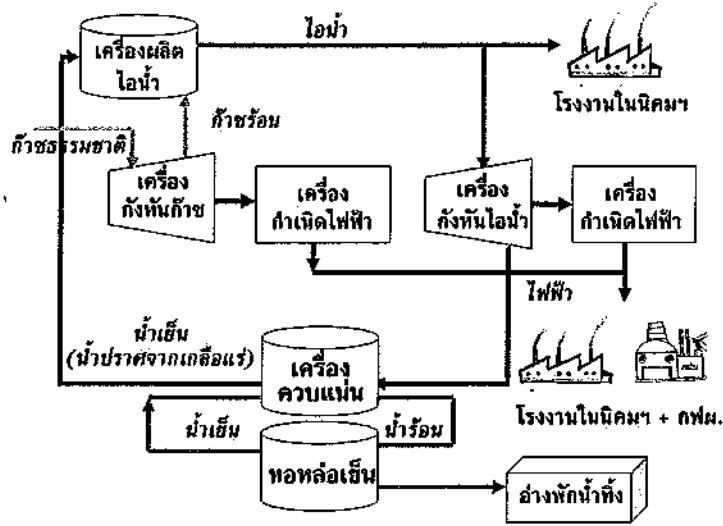 ไอน้ำ
เครื่องผลิต
ไอน้ำ
โรงงานในนิคมฯ
ก๊าซร้อน
ก๊าซธรรมชาติ
เครื่อง
กังหันก๊าซ
เครื่อง
กำเนิดไฟฟ้า
เครื่อง
กังหันไอน้ำ
เครื่อง
กำเนิดไฟฟ้า
ไฟฟ้า
น้ำเย็น
(น้ำปราศจากเกลือแร่)
เครื่อง
ควบแน่น
โรงงานในนิคมฯ + กฟผ.
น้ำเย็น
น้ำร้อน
หอหล่อเย็น
อ่างพักน้ำทิ้ง